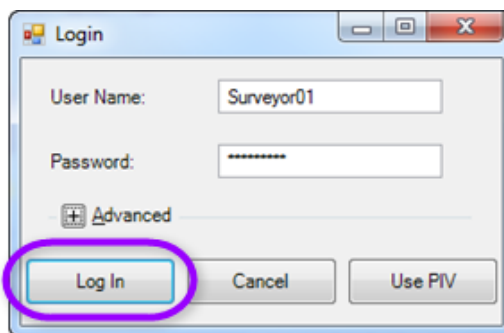 Login
User Name: Surveyor01
Password: *********
Advanced
Log In Cancel Use PIV